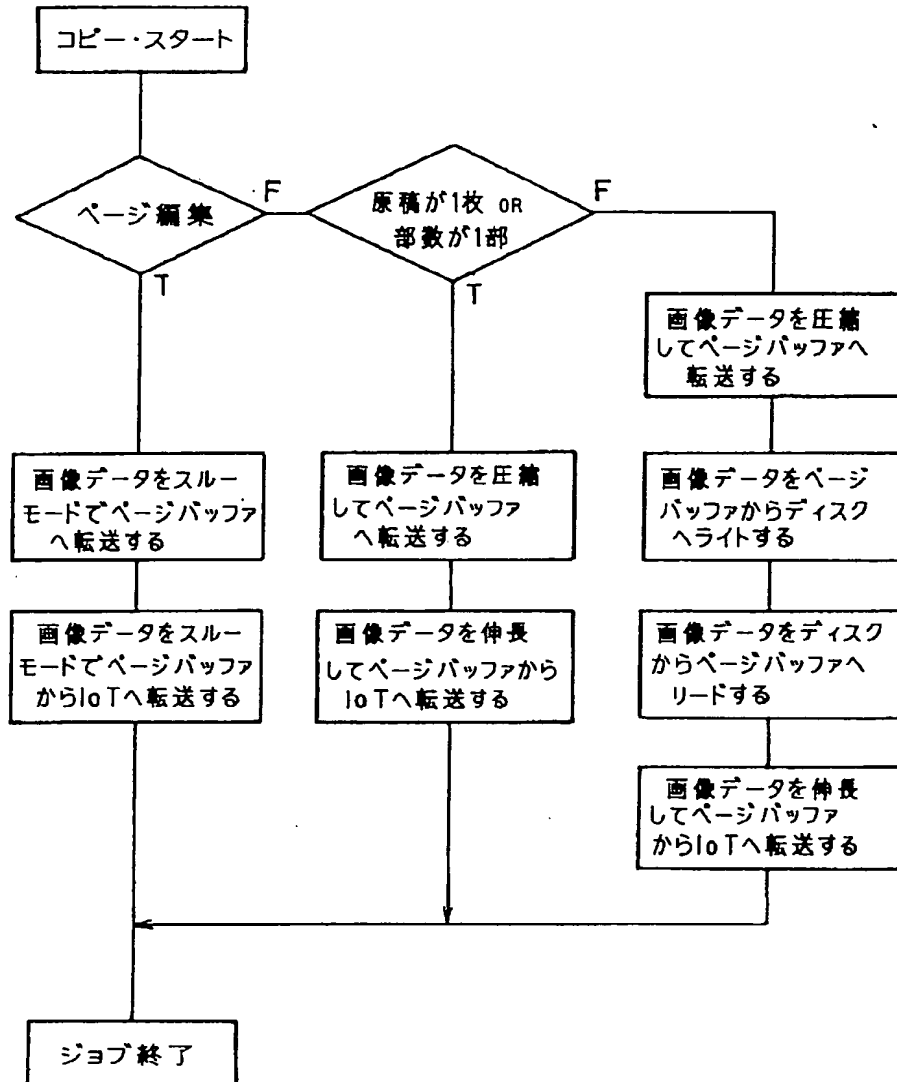 コピー・スタート
ページ編集
F
T
原稿が1枚 OR
部数が1部
F
T
画像データをスルー
モードでページバッファ
へ転送する
画像データをスルー
モードでページバッファ
からIoTへ転送する
画像データを圧縮
してページバッファ
へ転送する
画像データを伸長
してページバッファから
IoTへ転送する
画像データを圧縮
してページバッファへ
転送する
画像データをページ
バッファからディスク
へライトする
画像データをディスク
からページバッファへ
リードする
画像データを伸長
してページバッファ
からIoTへ転送する
ジョブ終了